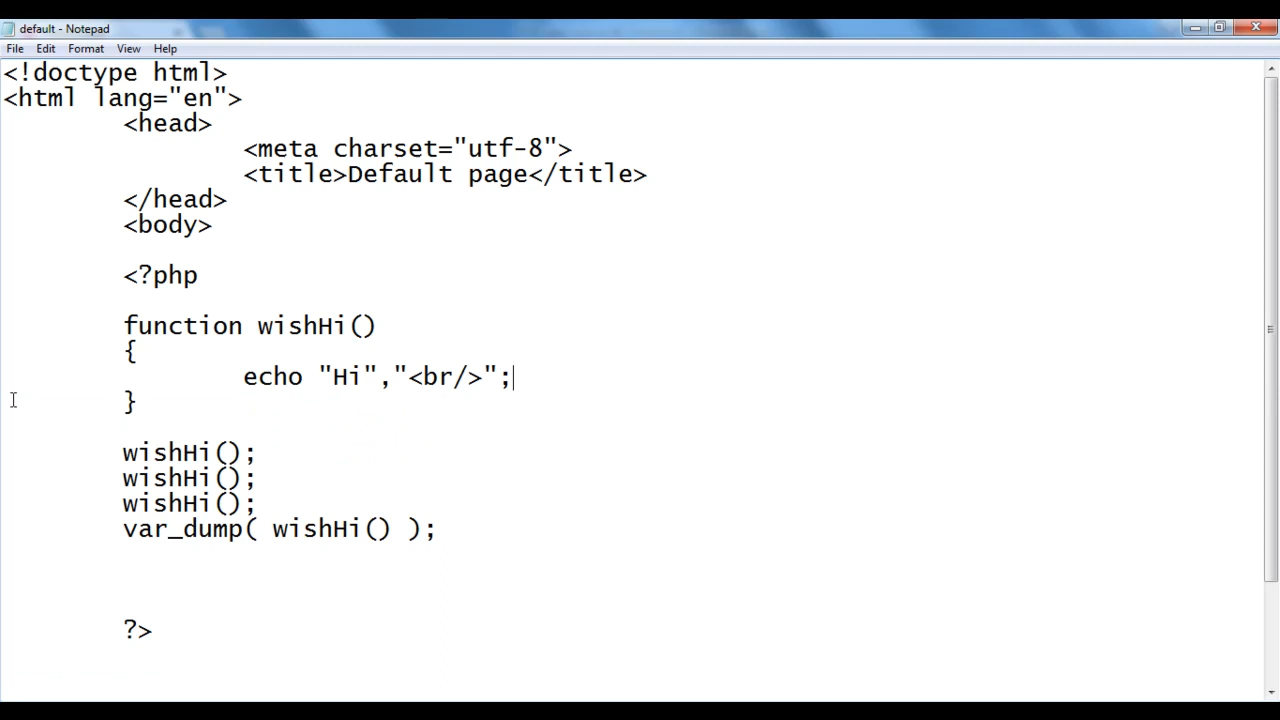 default - Notepad
File Edit Format View Help
<!doctype html>
<html lang="en">
<head>
<meta charset="utf-8">
<title>Default page</title>
</head>
<body>
<?php
function wishHi()
{
echo "Hi","<br/>";
}
wishHi();
wishHi();
wishHi();
var_dump( wishHi() );
?>